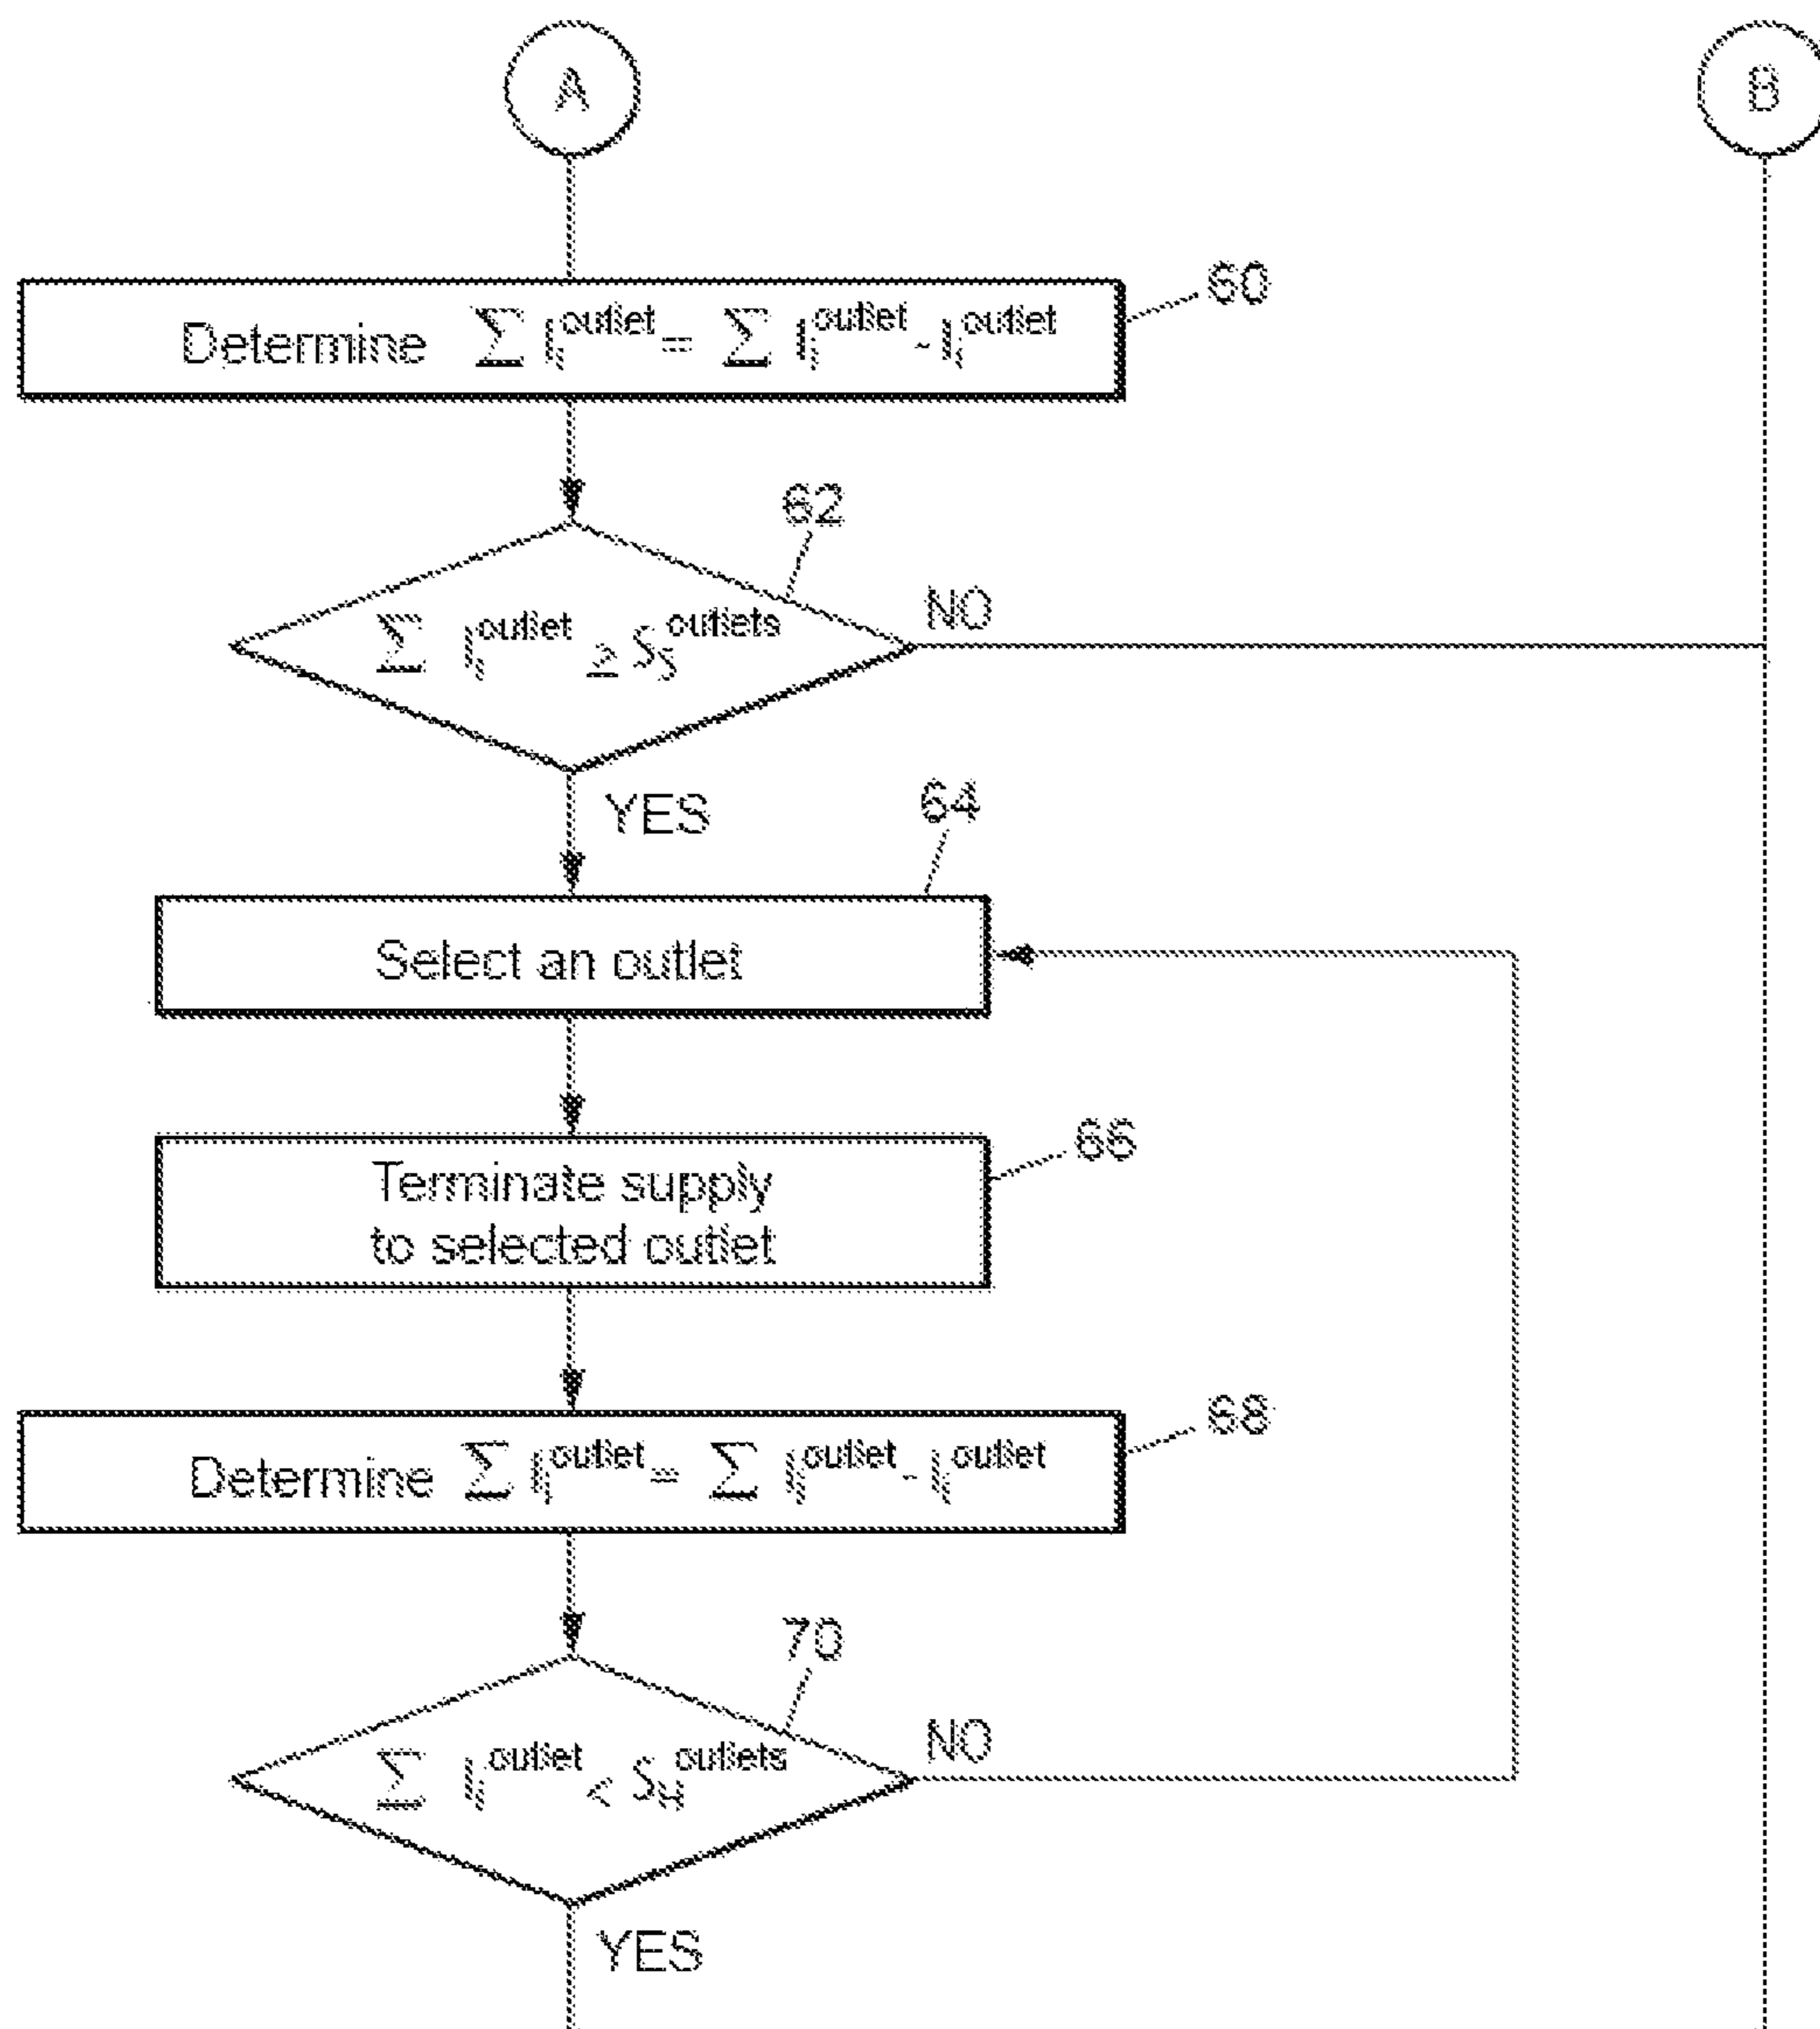 A
B
60
Determine ∑ I_i^outlet = ∑ I_i^outlet - I_i^outlet
62
∑ I_i^outlet ≥ S_S^outlets
NO
YES
64
Select an outlet
66
Terminate supply
to selected outlet
68
Determine ∑ I_i^outlet = ∑ I_i^outlet - I_i^outlet
70
∑ I_i^outlet < S_H^outlets
NO
YES